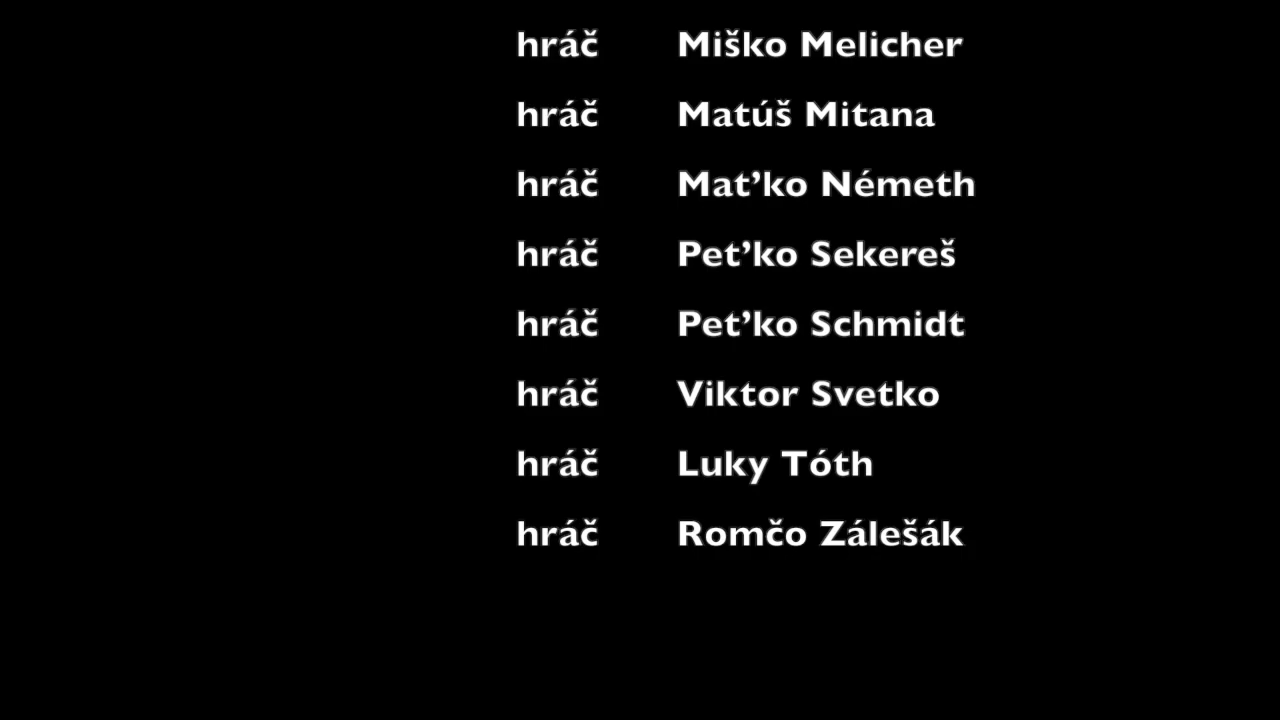 hráč Miško Melicher
hráč Matúš Mitana
hráč Mat’ko Németh
hráč Pet’ko Sekereš
hráč Pet’ko Schmidt
hráč Viktor Svetko
hráč Luky Tóth
hráč Romčo Zálešák